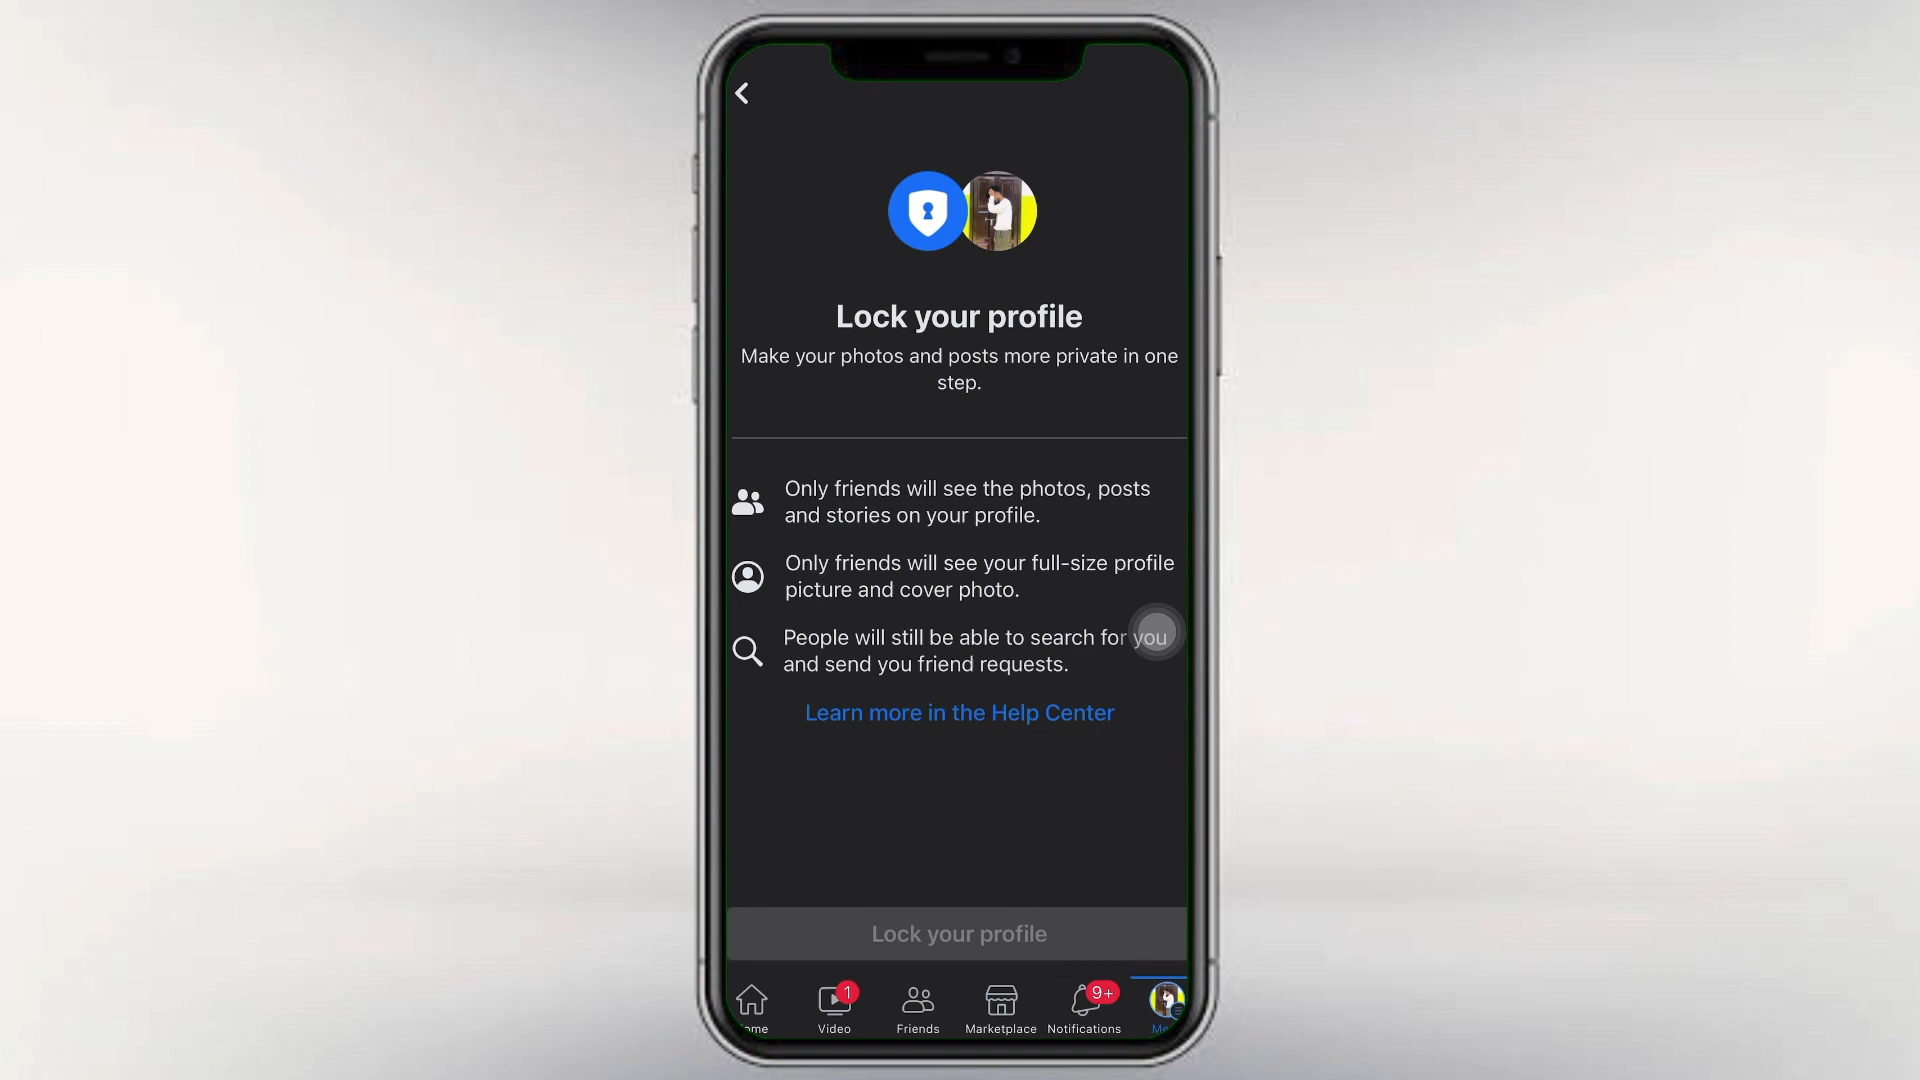 Lock your profile
Make your photos and posts more private in one
step.
Only friends will see the photos, posts
and stories on your profile.
Only friends will see your full-size profile
picture and cover photo.
People will still be able to search for you
and send you friend requests.
Learn more in the Help Center
Lock your profile
1
9+
ome
Video
Friends
Marketplace
Notifications
Me